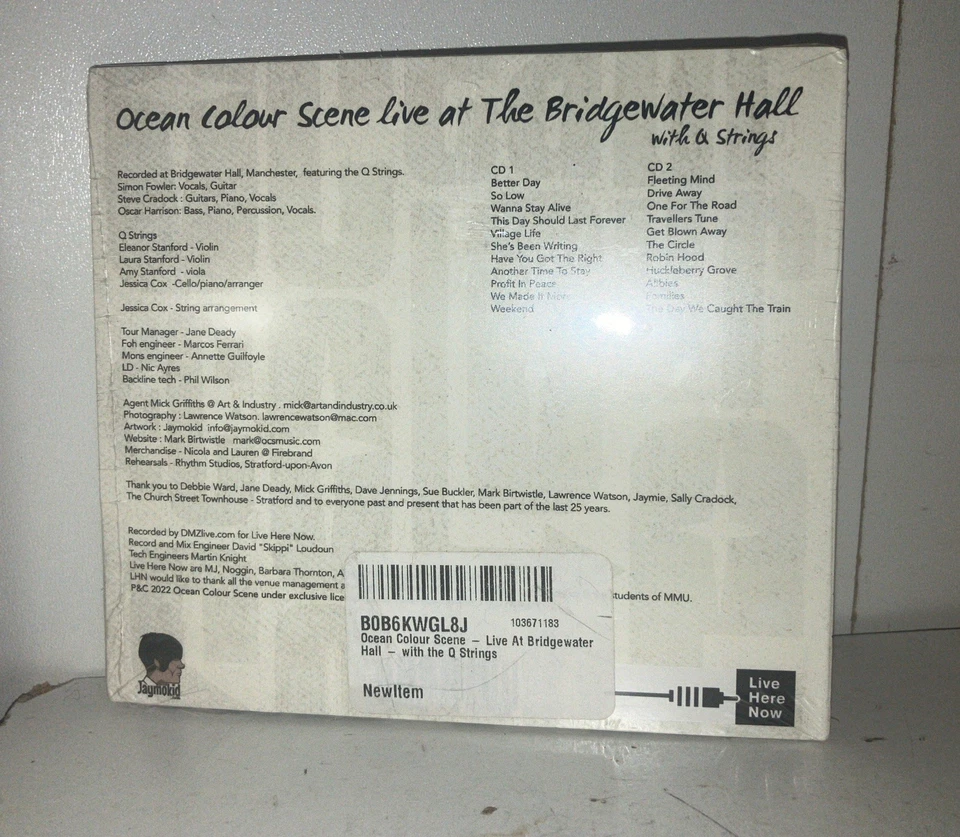 Ocean Colour Scene live at The Bridgewater Hall
with Q Strings
Recorded at Bridgewater Hall, Manchester, featuring the Q Strings.
Simon Fowler: Vocals, Guitar
Steve Cradock : Guitars, Piano, Vocals
Oscar Harrison: Bass, Piano, Percussion, Vocals.
Q Strings
Eleanor Stanford - Violin
Laura Stanford - Violin
Amy Stanford - viola
Jessica Cox -Cello/piano/arranger
Jessica Cox - String arrangement
Tour Manager - Jane Deady
Foh engineer - Marcos Ferrari
Mons engineer - Annette Guilfoyle
LD - Nic Ayres
Backline tech - Phil Wilson
Agent Mick Griffiths @ Art & Industry . mick@artandindustry.co.uk
Photography : Lawrence Watson. lawrencewatson@mac.com
Artwork : Jaymokid info@jaymokid.com
Website : Mark Birtwistle mark@ocsmusic.com
Merchandise - Nicola and Lauren @ Firebrand
Rehearsals - Rhythm Studios, Stratford-upon-Avon
CD 1
Better Day
So Low
Wanna Stay Alive
This Day Should Last Forever
Village Life
She's Been Writing
Have You Got The Right
Another Time To Stay
Profit In Peace
We Made It More
Weekend
CD 2
Fleeting Mind
Drive Away
One For The Road
Travellers Tune
Get Blown Away
The Circle
Robin Hood
Huckleberry Grove
Alibies
Families
The Day We Caught The Train
Thank you to Debbie Ward, Jane Deady, Mick Griffiths, Dave Jennings, Sue Buckler, Mark Birtwistle, Lawrence Watson, Jaymie, Sally Cradock,
The Church Street Townhouse - Stratford and to everyone past and present that has been part of the last 25 years.
Recorded by DMZlive.com for Live Here Now.
Record and Mix Engineer David "Skippi" Loudoun
Tech Engineers Martin Knight
Live Here Now are MJ, Noggin, Barbara Thornton, A
LHN would like to thank all the venue management a
students of MMU.
P&C 2022 Ocean Colour Scene under exclusive lice
B0B6KWGL8J 103671183
Ocean Colour Scene – Live At Bridgewater
Hall – with the Q Strings
NewItem
Jaymokid
Live
Here
Now